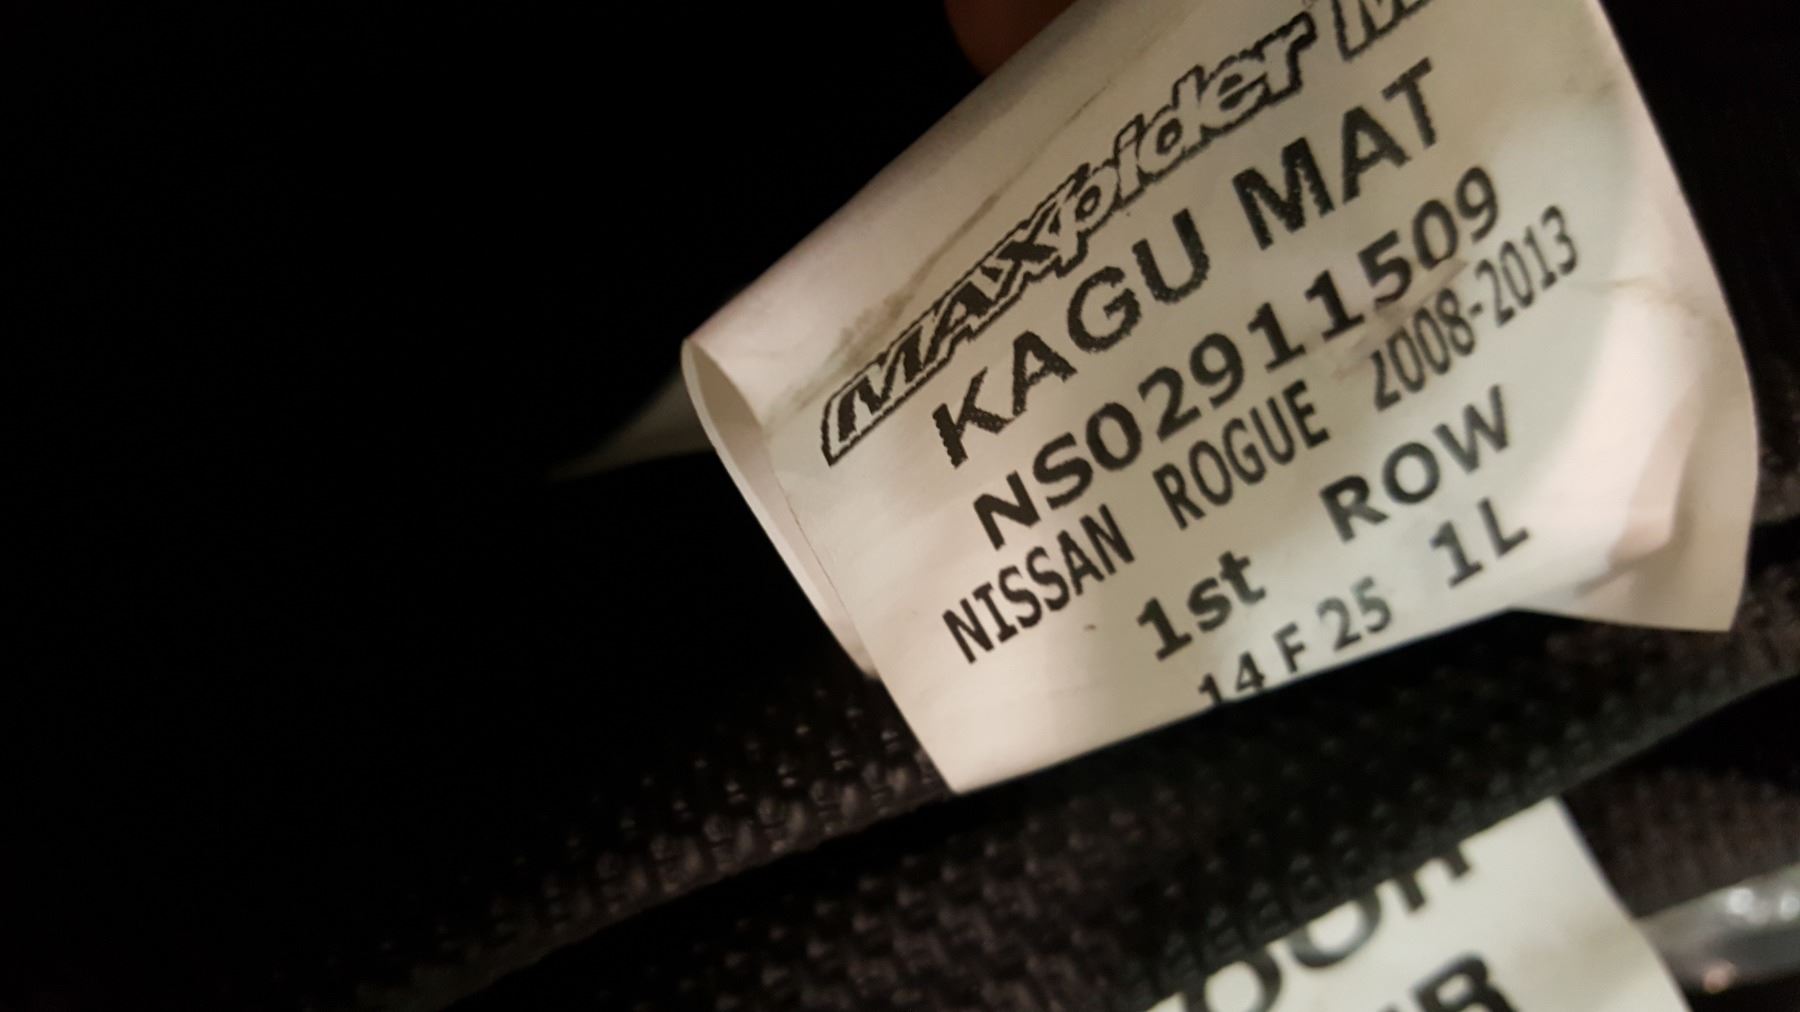 MAXpider
KAGU MAT
NS02911509
NISSAN ROGUE 2008-2013
1st ROW
14 F 25 1L